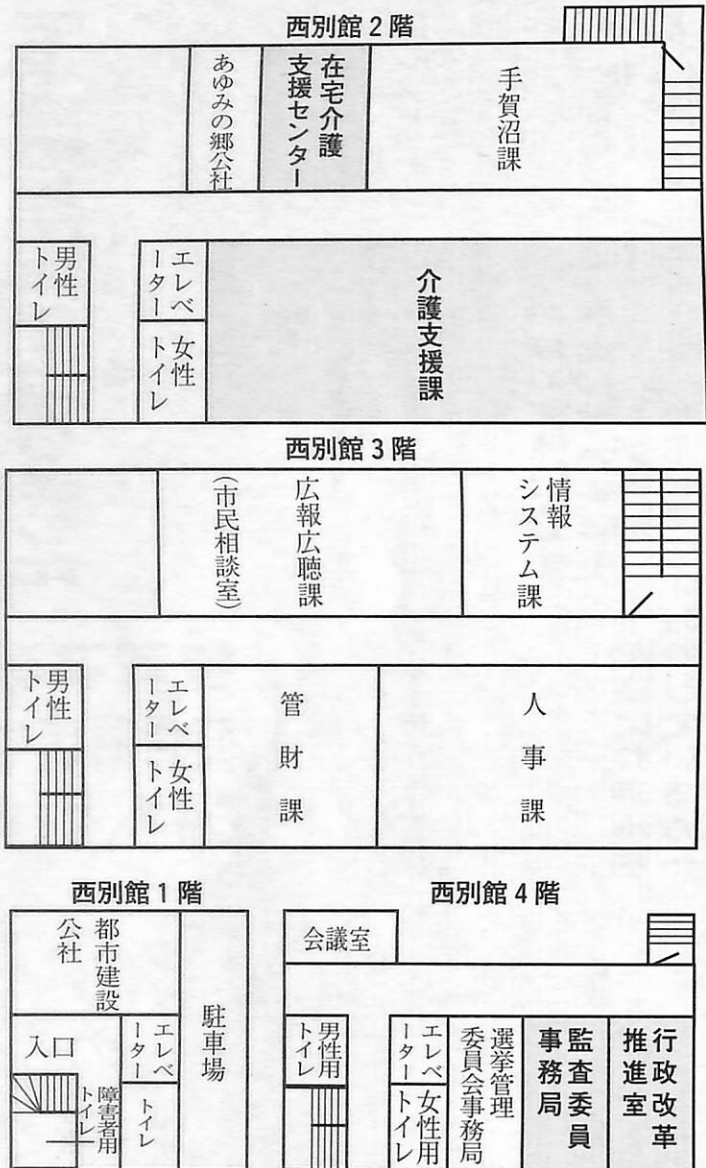 西別館2階
あゆみの郷公社
在宅介護
支援センター
手賀沼課
男性
トイレ
エレベ
ーター
女性
トイレ
介護支援課
西別館3階
広報広聴課
(市民相談室)
情報
システム課
男性
トイレ
エレベ
ーター
女性
トイレ
管財課
人事課
西別館1階
都市建設
公社
駐車場
入口
エレベ
ーター
障害者用
トイレ
トイレ
西別館4階
会議室
男性用
トイレ
エレベ
ーター
女性用
トイレ
選挙管理
委員会事務局
監査委員
事務局
行政改革
推進室